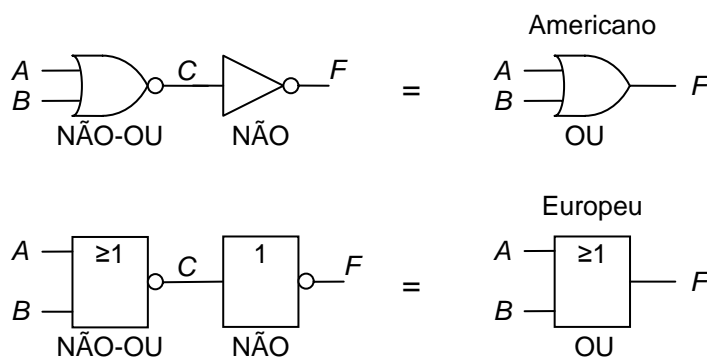 Americano
A C F = A F
B B
NÃO-OU NÃO OU
Europeu
A ≥1 C 1 F = A ≥1 F
B B
NÃO-OU NÃO OU